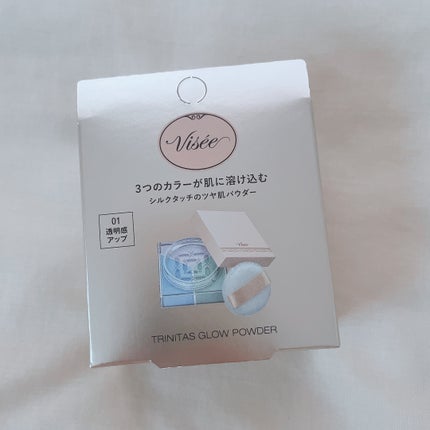 Visée
3つのカラーが肌に溶け込む
シルクタッチのツヤ肌パウダー
01
透明感
アップ
Visée
TRINITAS GLOW POWDER